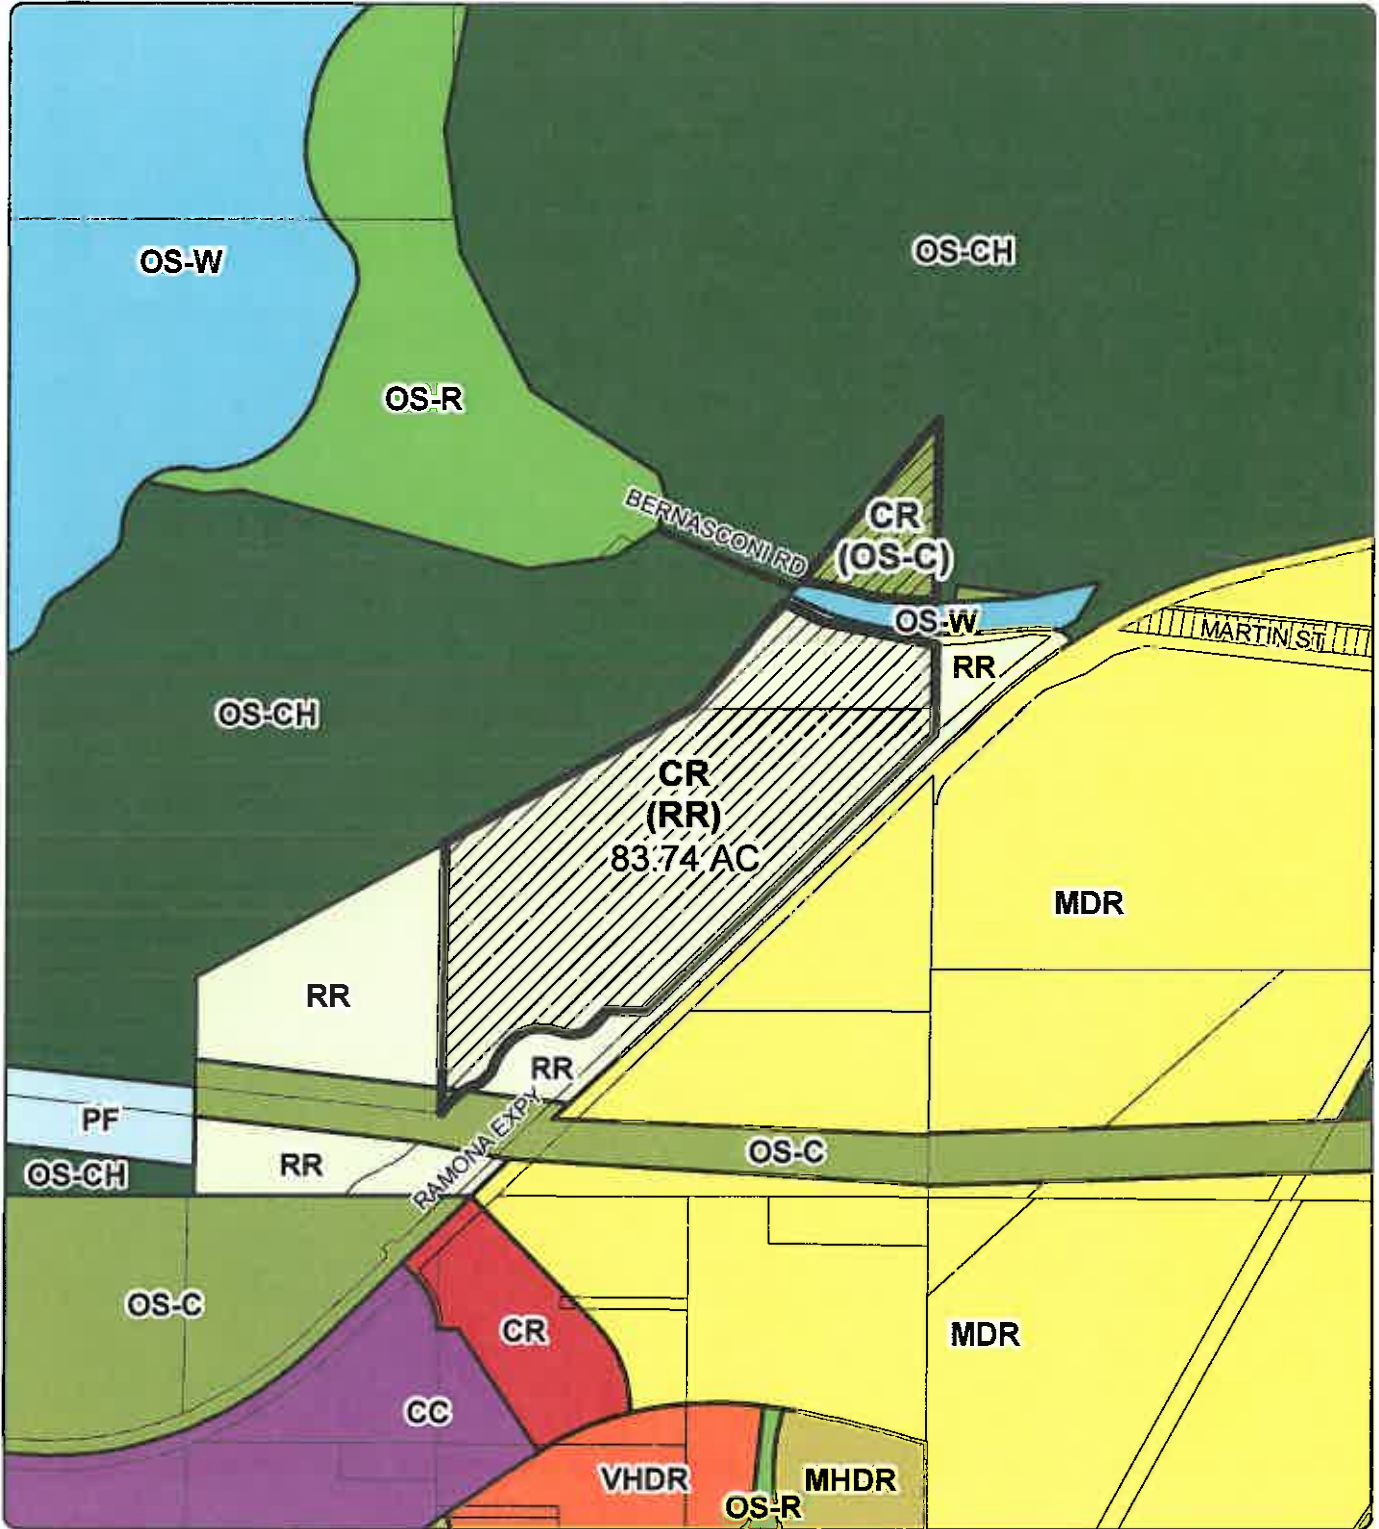 OS-W
OS-CH
OS-R
BERNASCONI RD
CR
(OS-C)
OS-W
MARTIN ST
RR
OS-CH
CR
(RR)
83.74 AC
MDR
RR
RR
PF
RAMONA EXPY
OS-C
RR
OS-CH
OS-C
CR
MDR
CC
VHDR
MHDR
OS-R